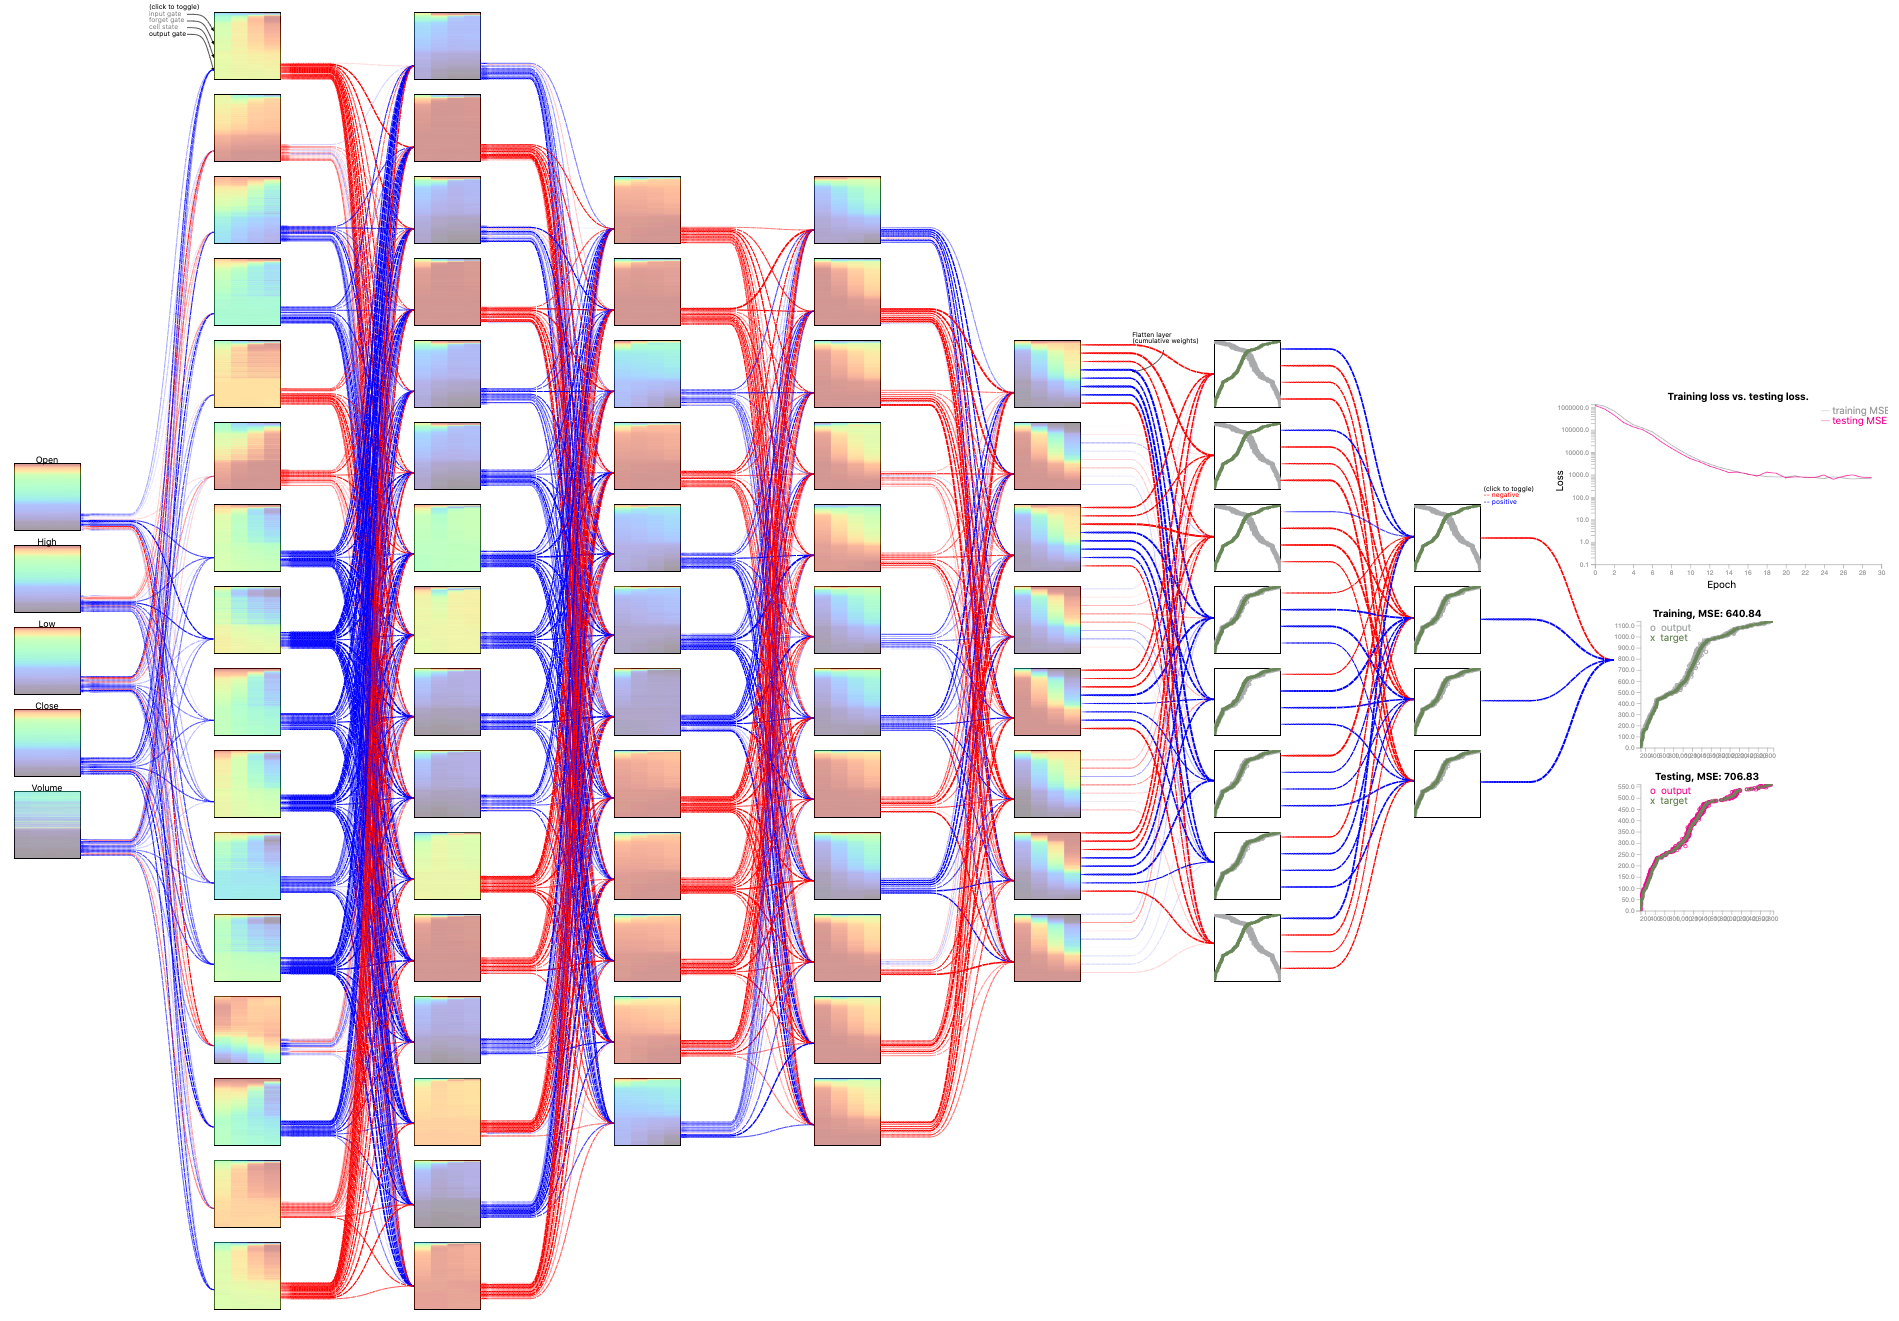 (click to toggle)
input gate
forget gate
cell state
output gate
Open
High
Low
Close
Volume
Flatten layer
(cumulative weights)
(click to toggle)
negative
positive
Training loss vs. testing loss.
training MSE
testing MSE
Loss
1000000.0
100000.0
10000.0
1000.0
100.0
10.0
1.0
0.1
0 2 4 6 8 10 12 14 16 18 20 22 24 26 28 30
Epoch
Training, MSE: 640.84
o output
x target
1100.0
1000.0
900.0
800.0
700.0
600.0
500.0
400.0
300.0
200.0
100.0
0.0
Testing, MSE: 706.83
o output
x target
550.0
500.0
450.0
400.0
350.0
300.0
250.0
200.0
150.0
100.0
50.0
0.0